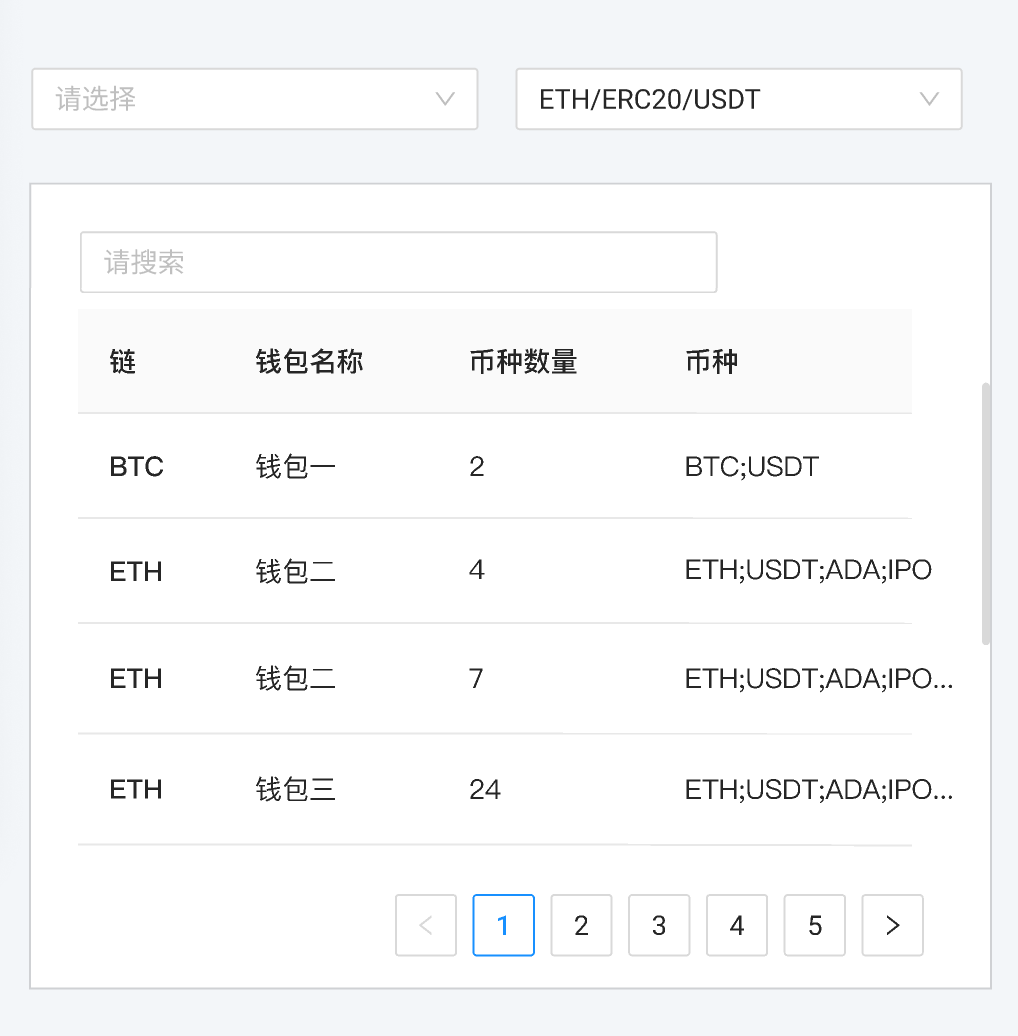 请选择 ETH/ERC20/USDT
请搜索
链 钱包名称 币种数量 币种
BTC 钱包一 2 BTC;USDT
ETH 钱包二 4 ETH;USDT;ADA;IPO
ETH 钱包二 7 ETH;USDT;ADA;IPO...
ETH 钱包三 24 ETH;USDT;ADA;IPO...
< 1 2 3 4 5 >